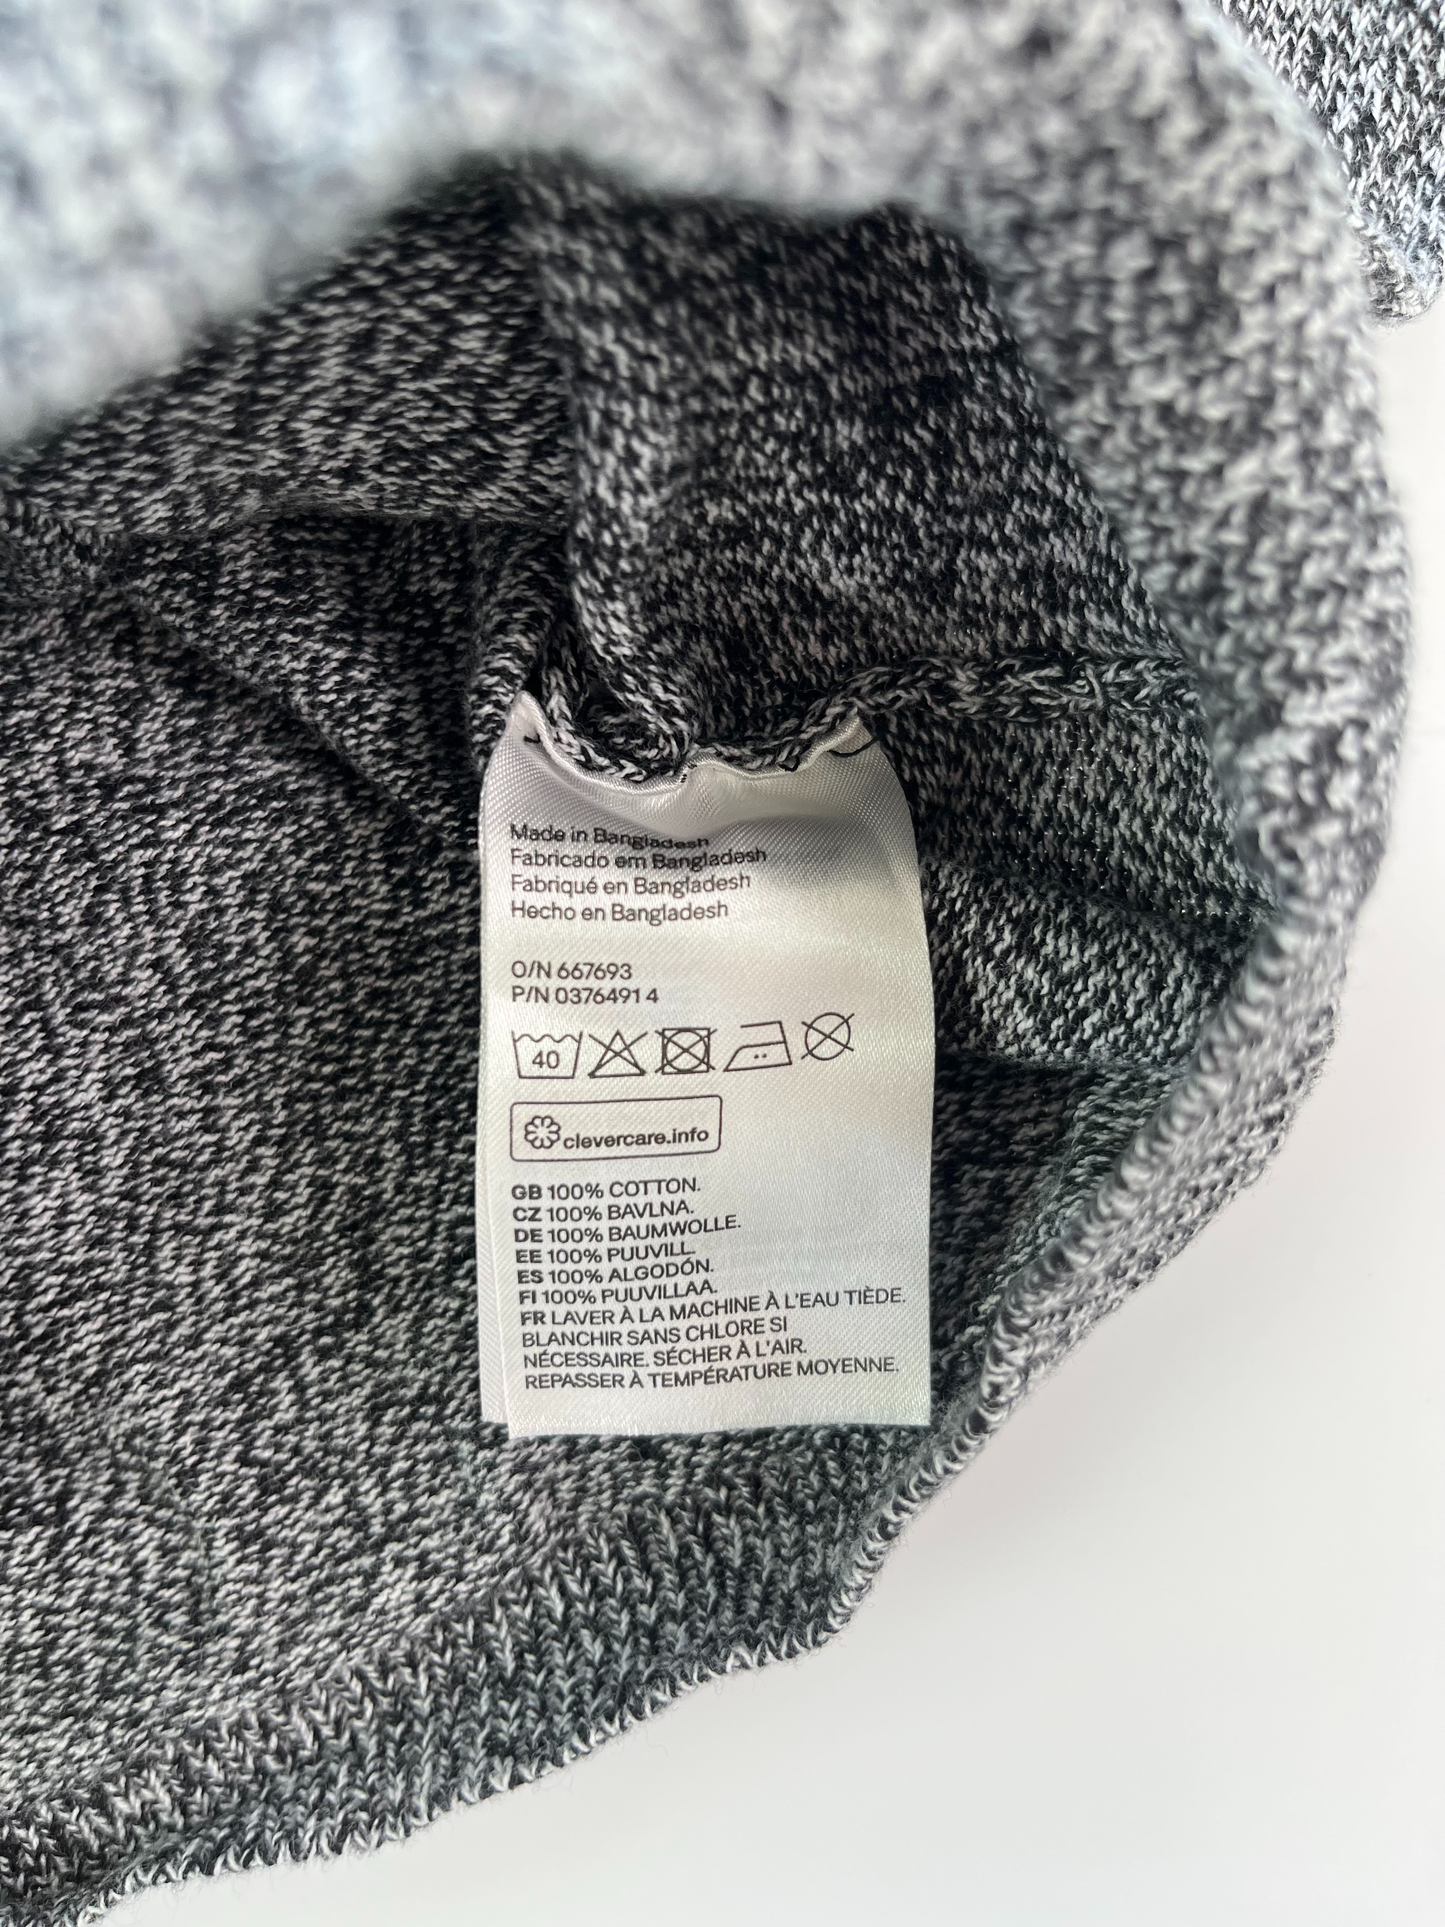 Made in Bangladesh
Fabricado em Bangladesh
Fabriqué en Bangladesh
Hecho en Bangladesh
O/N 667693
P/N 0376491 4
40
clevercare.info
GB 100% COTTON.
CZ 100% BAVLNA.
DE 100% BAUMWOLLE.
EE 100% PUUVILL.
ES 100% ALGODÓN.
FI 100% PUUVILLAA.
FR LAVER À LA MACHINE À L'EAU TIÈDE.
BLANCHIR SANS CHLORE SI
NÉCESSAIRE. SÉCHER À L'AIR.
REPASSER À TEMPÉRATURE MOYENNE.